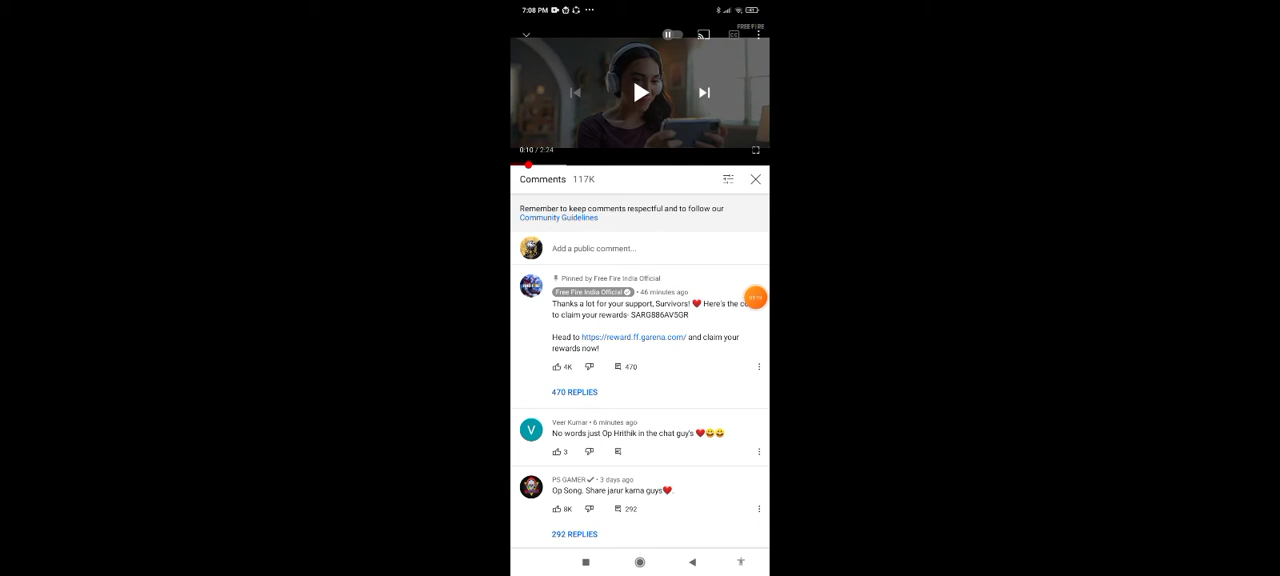 7:08 PM
FREE FIRE
CC
0:10 / 2:24
Comments 117K
Remember to keep comments respectful and to follow our
Community Guidelines
Add a public comment...
Pinned by Free Fire India Official
Free Fire India Official • 46 minutes ago
Thanks a lot for your support, Survivors! ❤️ Here's the
to claim your rewards- SARG886AV5GR
Head to https://reward.ff.garena.com/ and claim your
rewards now!
4K 470
470 REPLIES
V
Veer Kumar • 6 minutes ago
No words just Op Hrithik in the chat guy's ❤️😀😀
3
PS GAMER ✓ • 3 days ago
Op Song. Share jarur karna guys❤️.
8K 292
292 REPLIES